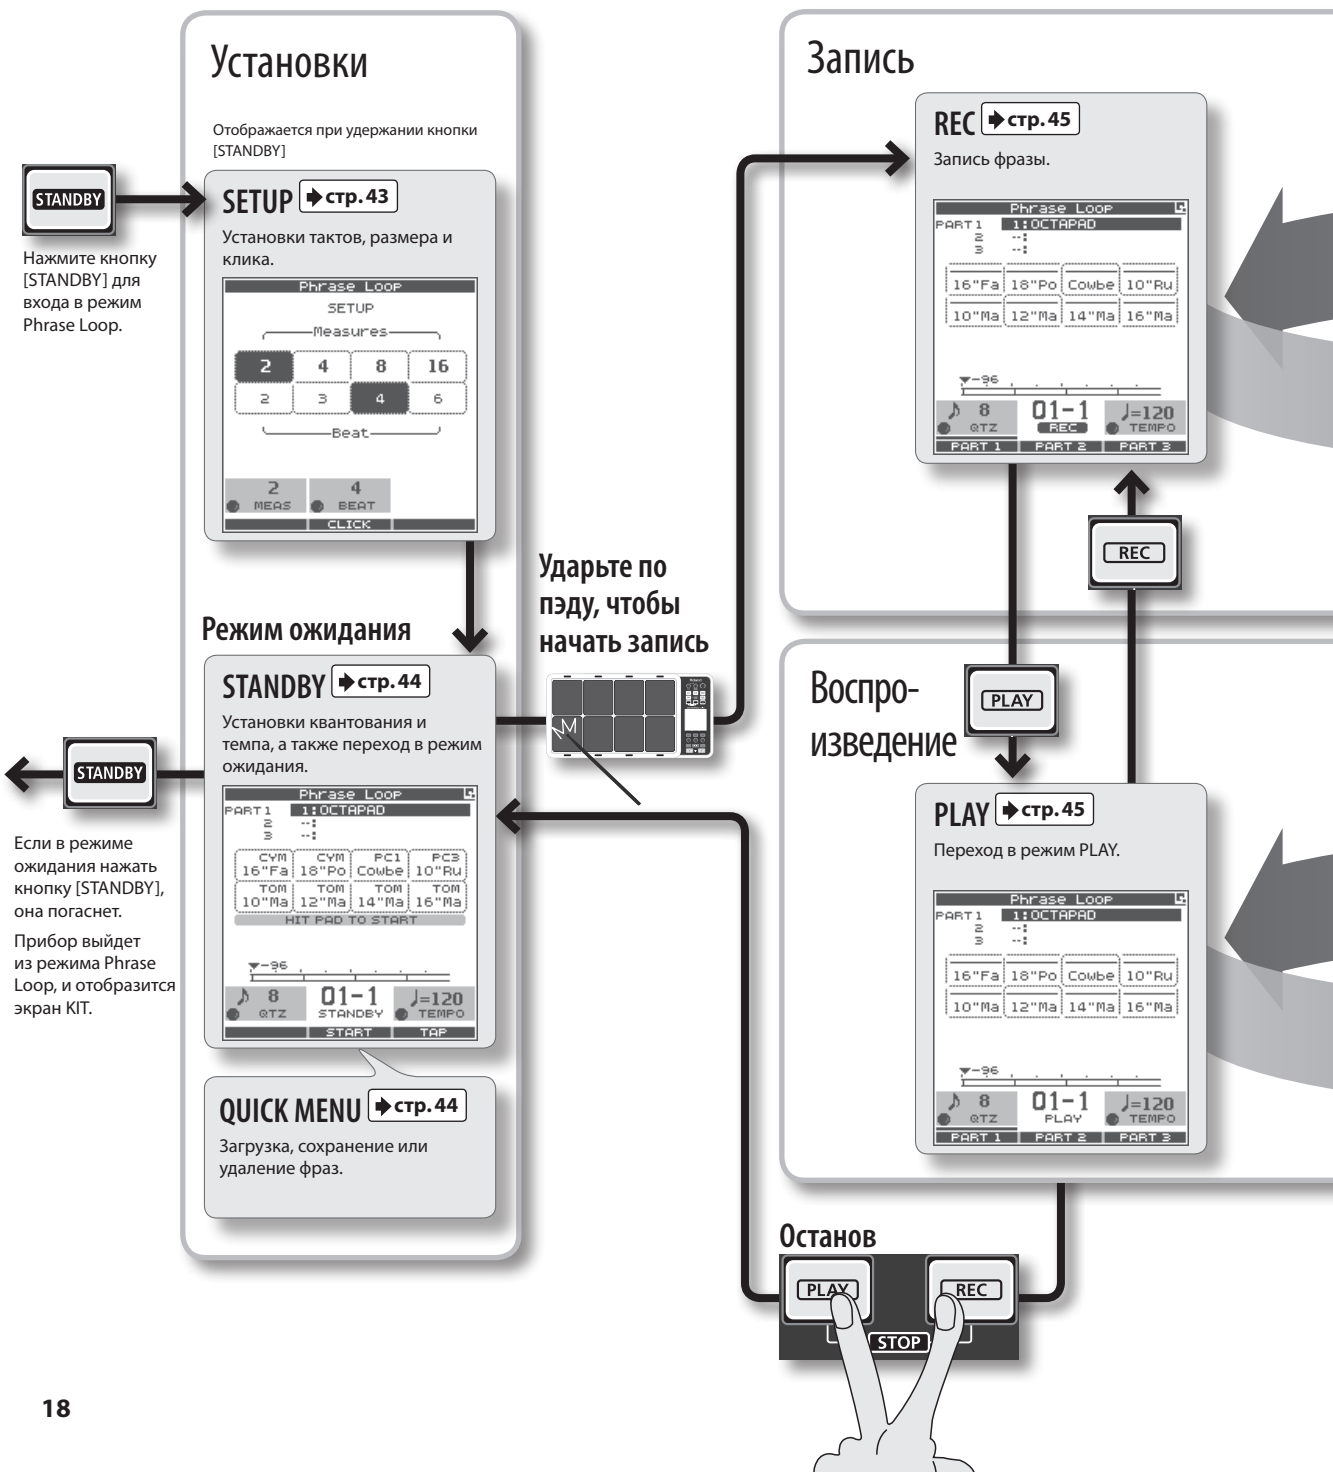 Установки
Отображается при удержании кнопки
[STANDBY]
STANDBY
Нажмите кнопку
[STANDBY] для
входа в режим
Phrase Loop.
SETUP стр. 43
Установки тактов, размера и
клика.
Phrase Loop
SETUP
Measures
2 4 8 16
2 3 4 6
Beat
2 4
MEAS BEAT
CLICK
Режим ожидания
STANDBY стр. 44
Установки квантования и
темпа, а также переход в режим
ожидания.
Phrase Loop
PART1 1:OCTAPAD
2 --:
3 --:
CYM CYM PC1 PC3
16"Fa 18"Po Cowbe 10"Ru
TOM TOM TOM TOM
10"Ma 12"Ma 14"Ma 16"Ma
HIT PAD TO START
-96
8 01-1 =120
QTZ STANDBY TEMPO
START TAP
STANDBY
Если в режиме
ожидания нажать
кнопку [STANDBY],
она погаснет.
Прибор выйдет
из режима Phrase
Loop, и отобразится
экран KIT.
QUICK MENU стр. 44
Загрузка, сохранение или
удаление фраз.
Ударьте по
пэду, чтобы
начать запись
Запись
REC стр. 45
Запись фразы.
Phrase Loop
PART1 1:OCTAPAD
2 --:
3 --:
16"Fa 18"Po Cowbe 10"Ru
10"Ma 12"Ma 14"Ma 16"Ma
-96
8 01-1 =120
QTZ REC TEMPO
PART 1 PART 2 PART 3
REC
Воспро-
изведение
PLAY
PLAY стр. 45
Переход в режим PLAY.
Phrase Loop
PART1 1:OCTAPAD
2 --:
3 --:
16"Fa 18"Po Cowbe 10"Ru
10"Ma 12"Ma 14"Ma 16"Ma
-96
8 01-1 =120
QTZ PLAY TEMPO
PART 1 PART 2 PART 3
Останов
PLAY REC
STOP
18